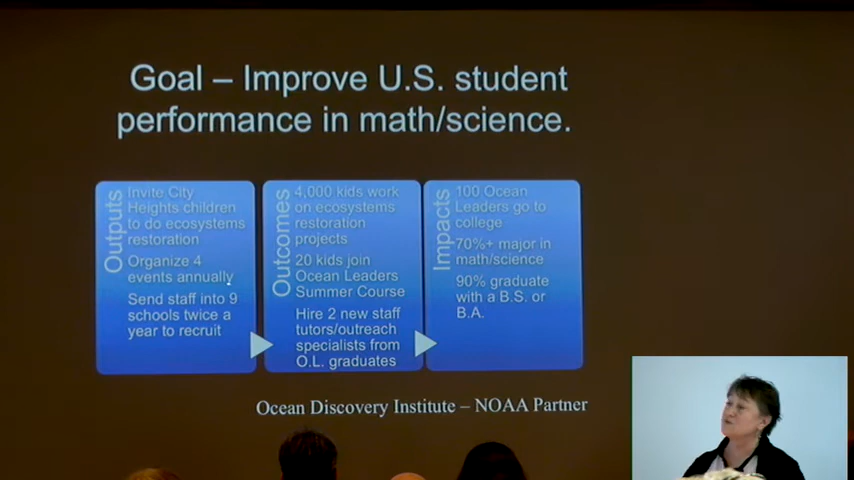 Goal – Improve U.S. student
performance in math/science.
Outputs
Invite City
Heights children
to do ecosystems
restoration
Organize 4
events annually
Send staff into 9
schools twice a
year to recruit
Outcomes
4,000 kids work
on ecosystems
restoration
projects
20 kids join
Ocean Leaders
Summer Course
Hire 2 new staff
tutors/outreach
specialists from
O.L. graduates
Impacts
100 Ocean
Leaders go to
college
70%+ major in
math/science
90% graduate
with a B.S. or
B.A.
Ocean Discovery Institute – NOAA Partner